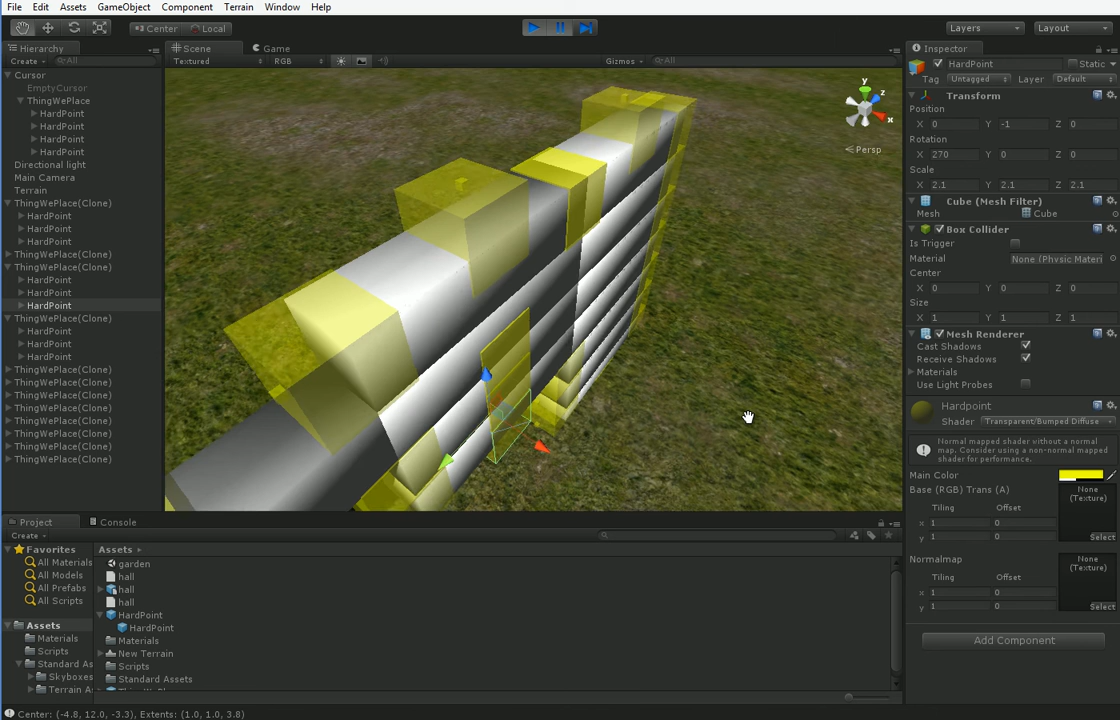 File Edit Assets GameObject Component Terrain Window Help
Center Local Layers Layout
Hierarchy
Create All
Cursor
EmptyCursor
ThingWePlace
HardPoint
HardPoint
HardPoint
HardPoint
Directional light
Main Camera
Terrain
ThingWePlace(Clone)
HardPoint
HardPoint
HardPoint
ThingWePlace(Clone)
ThingWePlace(Clone)
HardPoint
HardPoint
HardPoint
ThingWePlace(Clone)
HardPoint
HardPoint
HardPoint
ThingWePlace(Clone)
ThingWePlace(Clone)
ThingWePlace(Clone)
ThingWePlace(Clone)
ThingWePlace(Clone)
ThingWePlace(Clone)
ThingWePlace(Clone)
ThingWePlace(Clone)
Scene Game
Textured RGB Gizmos All
y
z
x
Persp
Inspector
HardPoint Static
Tag Untagged Layer Default
Transform
Position
X 0 Y -1 Z 0
Rotation
X 270 Y 0 Z 0
Scale
X 2.1 Y 2.1 Z 2.1
Cube (Mesh Filter)
Mesh Cube
Box Collider
Is Trigger
Material None (Physic Materi
Center
X 0 Y 0 Z 0
Size
X 1 Y 1 Z 1
Mesh Renderer
Cast Shadows
Receive Shadows
Materials
Use Light Probes
Hardpoint
Shader Transparent/Bumped Diffuse
Normal mapped shader without a normal
map. Consider using a non-normal mapped
shader for performance.
Main Color
Base (RGB) Trans (A) None
(Texture)
Tiling Offset
x 1 0
y 1 0
Select
Normalmap None
(Texture)
Tiling Offset
x 1 0
y 1 0
Select
Add Component
Project Console
Create
Favorites
All Materials
All Models
All Prefabs
All Scripts
Assets
Materials
Scripts
Standard As
Skyboxes
Terrain A
Assets
garden
hall
hall
hall
HardPoint
HardPoint
Materials
New Terrain
Scripts
Standard Assets
Center: (-4.8, 12.0, -3.3), Extents: (1.0, 1.0, 3.8)